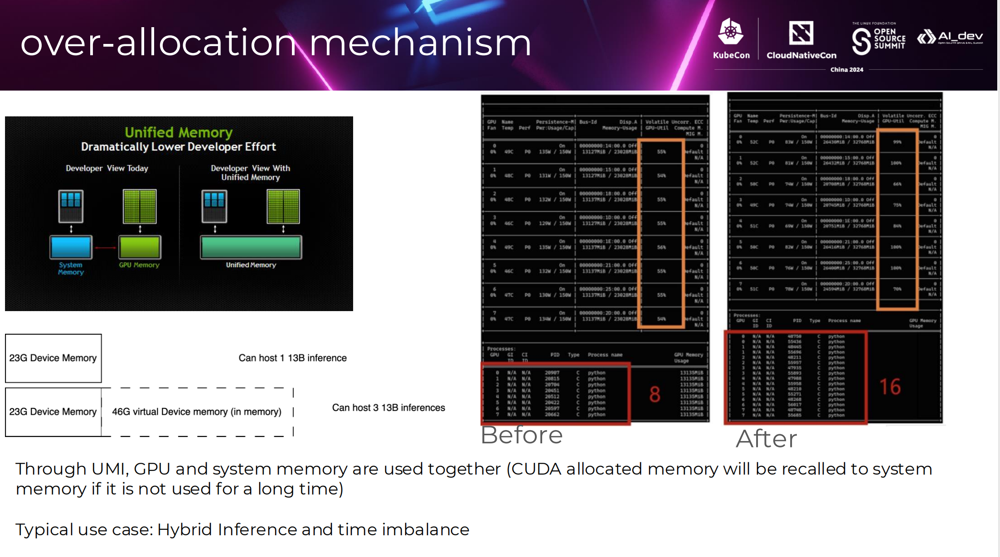 over-allocation mechanism
KubeCon
CloudNativeCon
THE LINUX FOUNDATION
OPEN
SOURCE
SUMMIT
AI_dev
Open Source GenAI & ML Summit
China 2024
Unified Memory
Dramatically Lower Developer Effort
Developer View Today
Developer View With
Unified Memory
System
Memory
GPU Memory
Unified Memory
23G Device Memory
Can host 1 13B inference
23G Device Memory
46G virtual Device memory (in memory)
Can host 3 13B inferences
GPU Name Persistence-M| Bus-Id Disp.A | Volatile Uncorr. ECC
Fan Temp Perf Pwr:Usage/Cap| Memory-Usage | GPU-Util Compute M.
MIG M.
0 On | 00000000:14:00.0 Off 0
0% 49C P0 135W / 150W | 13127MiB / 23028MiB 55% Default
N/A
1 On | 00000000:15:00.0 Off 0
0% 48C P0 131W / 150W | 13127MiB / 23028MiB 54% Default
N/A
2 On | 00000000:18:00.0 Off 0
0% 48C P0 132W / 150W | 13137MiB / 23028MiB 55% Default
N/A
3 On | 00000000:1D:00.0 Off 0
0% 46C P0 129W / 150W | 13127MiB / 23028MiB 55% Default
N/A
4 On | 00000000:1E:00.0 Off 0
0% 49C P0 135W / 150W | 13137MiB / 23028MiB 56% Default
N/A
5 On | 00000000:21:00.0 Off 0
0% 46C P0 132W / 150W | 13137MiB / 23028MiB 55% Default
N/A
6 On | 00000000:25:00.0 Off 0
0% 47C P0 130W / 150W | 13137MiB / 23028MiB 55% Default
N/A
7 On | 00000000:2D:00.0 Off 0
0% 47C P0 134W / 150W | 13137MiB / 23028MiB 54% Default
N/A
Processes:
GPU GI CI PID Type Process name GPU Memory
ID ID Usage
0 N/A N/A 20907 C python 13135MiB
1 N/A N/A 20815 C python 13135MiB
2 N/A N/A 20704 C python 13135MiB
3 N/A N/A 20451 C python 13135MiB
4 N/A N/A 20512 C python 13135MiB
5 N/A N/A 20422 C python 13135MiB
6 N/A N/A 20597 C python 13135MiB
7 N/A N/A 20662 C python 13135MiB
8
Before
GPU Name Persistence-M| Bus-Id Disp.A | Volatile Uncorr. ECC
Fan Temp Perf Pwr:Usage/Cap| Memory-Usage | GPU-Util Compute M.
MIG M.
0 On | 00000000:14:00.0 Off 0
0% 52C P0 83W / 150W | 26430MiB / 32768MiB 99% Default
N/A
1 On | 00000000:15:00.0 Off 0
0% 52C P0 81W / 150W | 26432MiB / 32768MiB 100% Default
N/A
2 On | 00000000:18:00.0 Off 0
0% 50C P0 74W / 150W | 20708MiB / 32768MiB 66% Default
N/A
3 On | 00000000:1D:00.0 Off 0
0% 49C P0 74W / 150W | 20745MiB / 32768MiB 75% Default
N/A
4 On | 00000000:1E:00.0 Off 0
0% 51C P0 69W / 150W | 20751MiB / 32768MiB 84% Default
N/A
5 On | 00000000:21:00.0 Off 0
0% 50C P0 82W / 150W | 26416MiB / 32768MiB 100% Default
N/A
6 On | 00000000:25:00.0 Off 0
0% 50C P0 76W / 150W | 26400MiB / 32768MiB 100% Default
N/A
7 On | 00000000:2D:00.0 Off 0
0% 51C P0 78W / 150W | 24594MiB / 32768MiB 70% Default
N/A
Processes:
GPU GI CI PID Type Process name GPU Memory
ID ID Usage
0 N/A N/A 48750 C python
0 N/A N/A 55436 C python
1 N/A N/A 48445 C python
1 N/A N/A 55696 C python
2 N/A N/A 48211 C python
2 N/A N/A 55957 C python
3 N/A N/A 47935 C python
3 N/A N/A 55893 C python
4 N/A N/A 47988 C python
4 N/A N/A 55958 C python
5 N/A N/A 48210 C python
5 N/A N/A 55271 C python
6 N/A N/A 48268 C python
6 N/A N/A 56017 C python
7 N/A N/A 48740 C python
7 N/A N/A 55685 C python
16
After
Through UMI, GPU and system memory are used together (CUDA allocated memory will be recalled to system
memory if it is not used for a long time)
Typical use case: Hybrid Inference and time imbalance